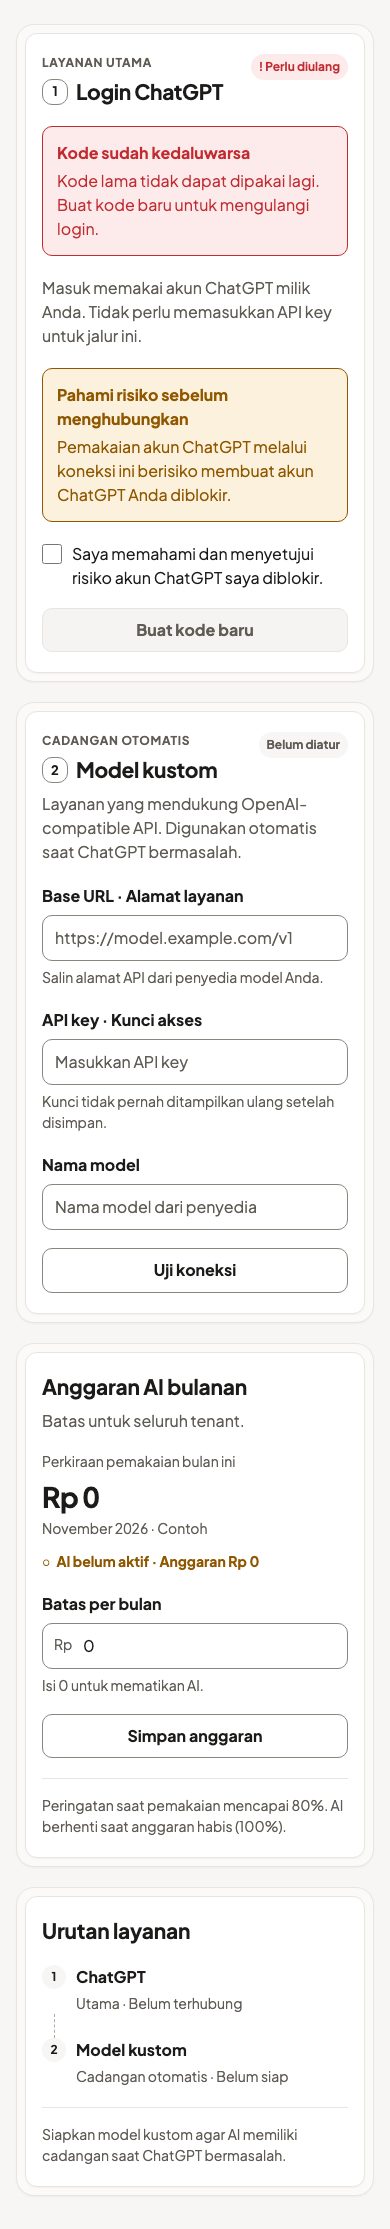 LAYANAN UTAMA
! Perlu diulang
1 Login ChatGPT
Kode sudah kedaluwarsa
Kode lama tidak dapat dipakai lagi.
Buat kode baru untuk mengulangi
login.
Masuk memakai akun ChatGPT milik
Anda. Tidak perlu memasukkan API key
untuk jalur ini.
Pahami risiko sebelum
menghubungkan
Pemakaian akun ChatGPT melalui
koneksi ini berisiko membuat akun
ChatGPT Anda diblokir.
Saya memahami dan menyetujui
risiko akun ChatGPT saya diblokir.
Buat kode baru
CADANGAN OTOMATIS
Belum diatur
2 Model kustom
Layanan yang mendukung OpenAI-
compatible API. Digunakan otomatis
saat ChatGPT bermasalah.
Base URL · Alamat layanan
https://model.example.com/v1
Salin alamat API dari penyedia model Anda.
API key · Kunci akses
Masukkan API key
Kunci tidak pernah ditampilkan ulang setelah
disimpan.
Nama model
Nama model dari penyedia
Uji koneksi
Anggaran AI bulanan
Batas untuk seluruh tenant.
Perkiraan pemakaian bulan ini
Rp 0
November 2026 · Contoh
○ AI belum aktif · Anggaran Rp 0
Batas per bulan
Rp 0
Isi 0 untuk mematikan AI.
Simpan anggaran
Peringatan saat pemakaian mencapai 80%. AI
berhenti saat anggaran habis (100%).
Urutan layanan
1 ChatGPT
Utama · Belum terhubung
2 Model kustom
Cadangan otomatis · Belum siap
Siapkan model kustom agar AI memiliki
cadangan saat ChatGPT bermasalah.